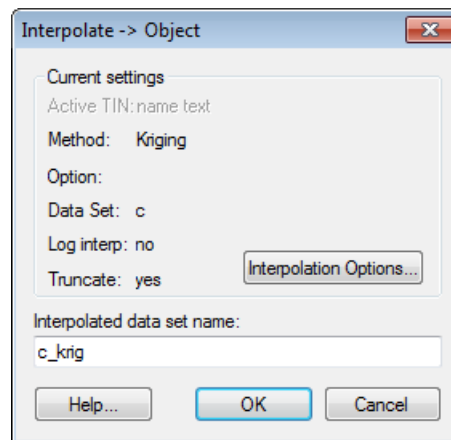 Interpolate -> Object
Current settings
Active TIN: name text
Method: Kriging
Option:
Data Set: c
Log interp: no
Truncate: yes
Interpolation Options...
Interpolated data set name:
c_krig
Help... OK Cancel